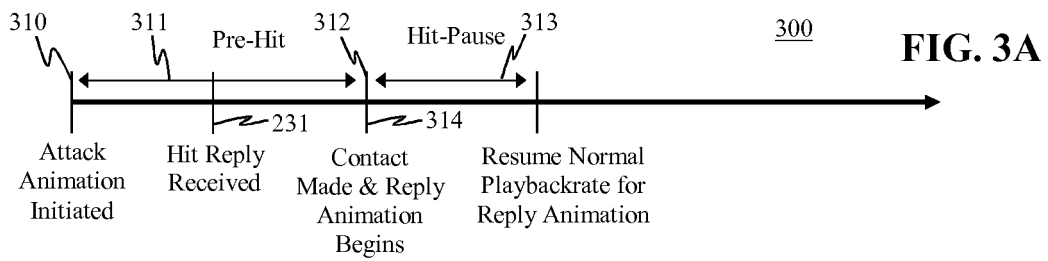 310
311
Pre-Hit
312
Hit-Pause
313
300
FIG. 3A
231
314
Attack
Animation
Initiated
Hit Reply
Received
Contact
Made & Reply
Animation
Begins
Resume Normal
Playbackrate for
Reply Animation